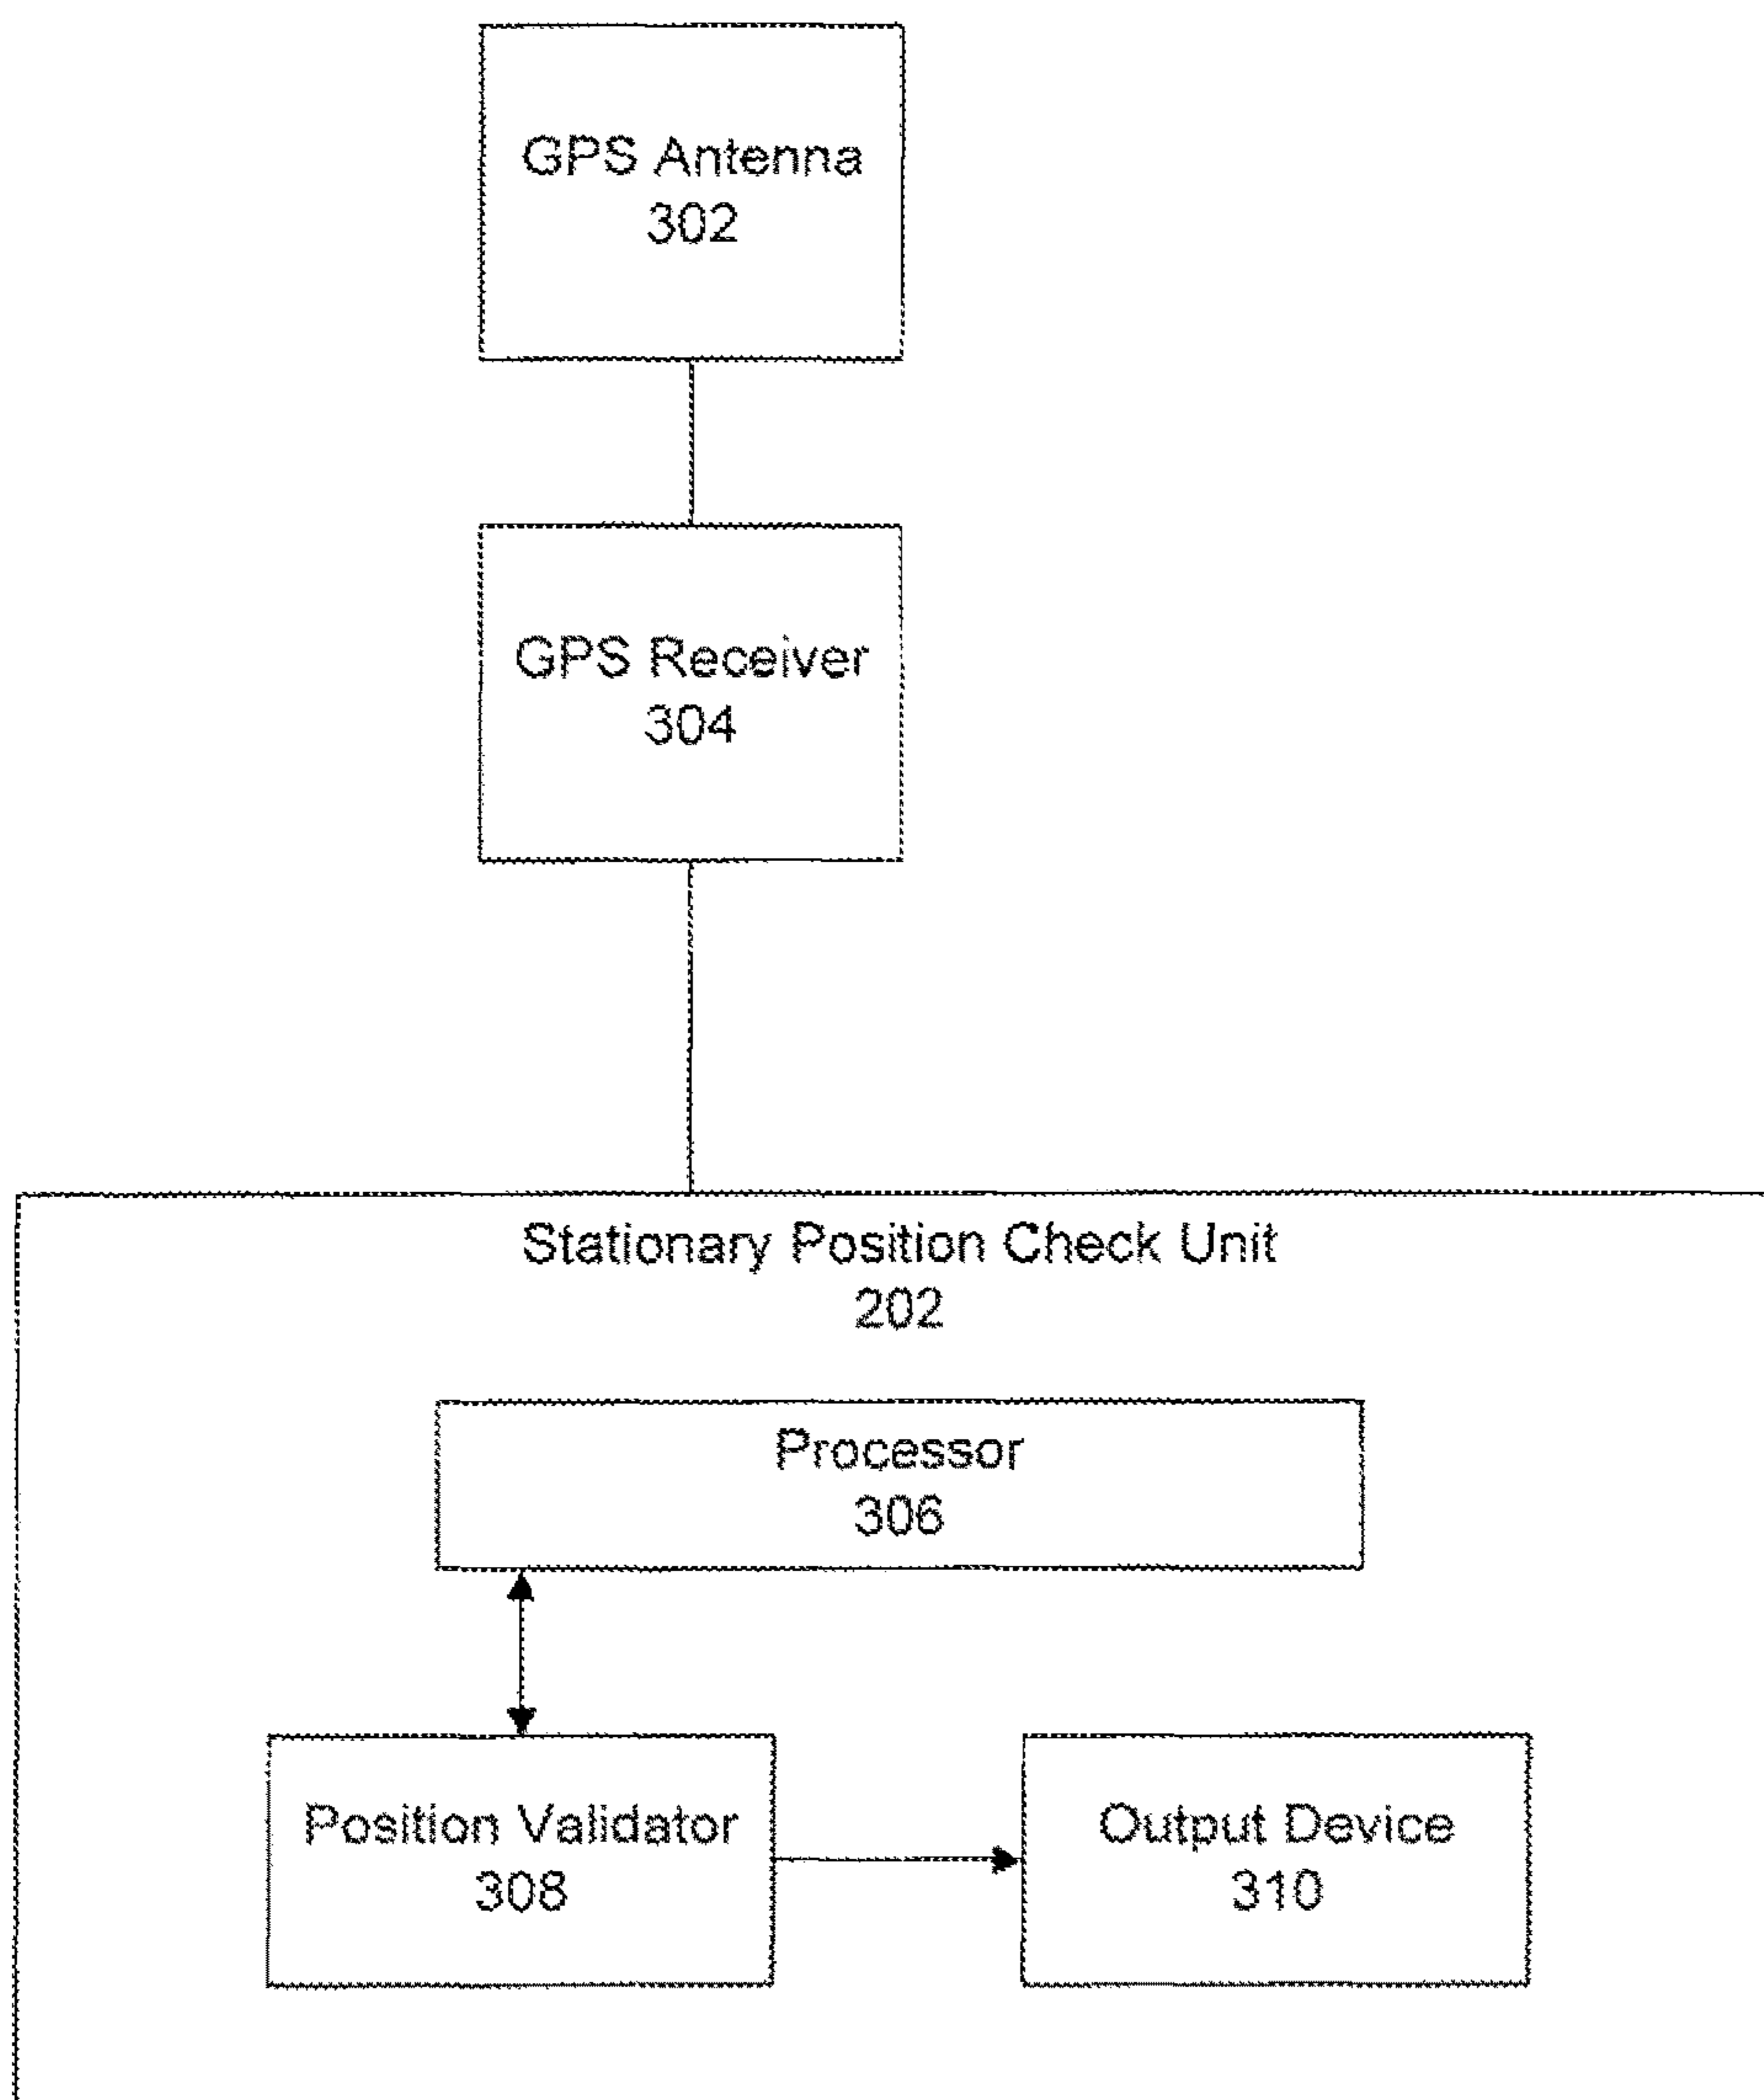 GPS Antenna
302
GPS Receiver
304
Stationary Position Check Unit
202
Processor
306
Position Validator
308
Output Device
310